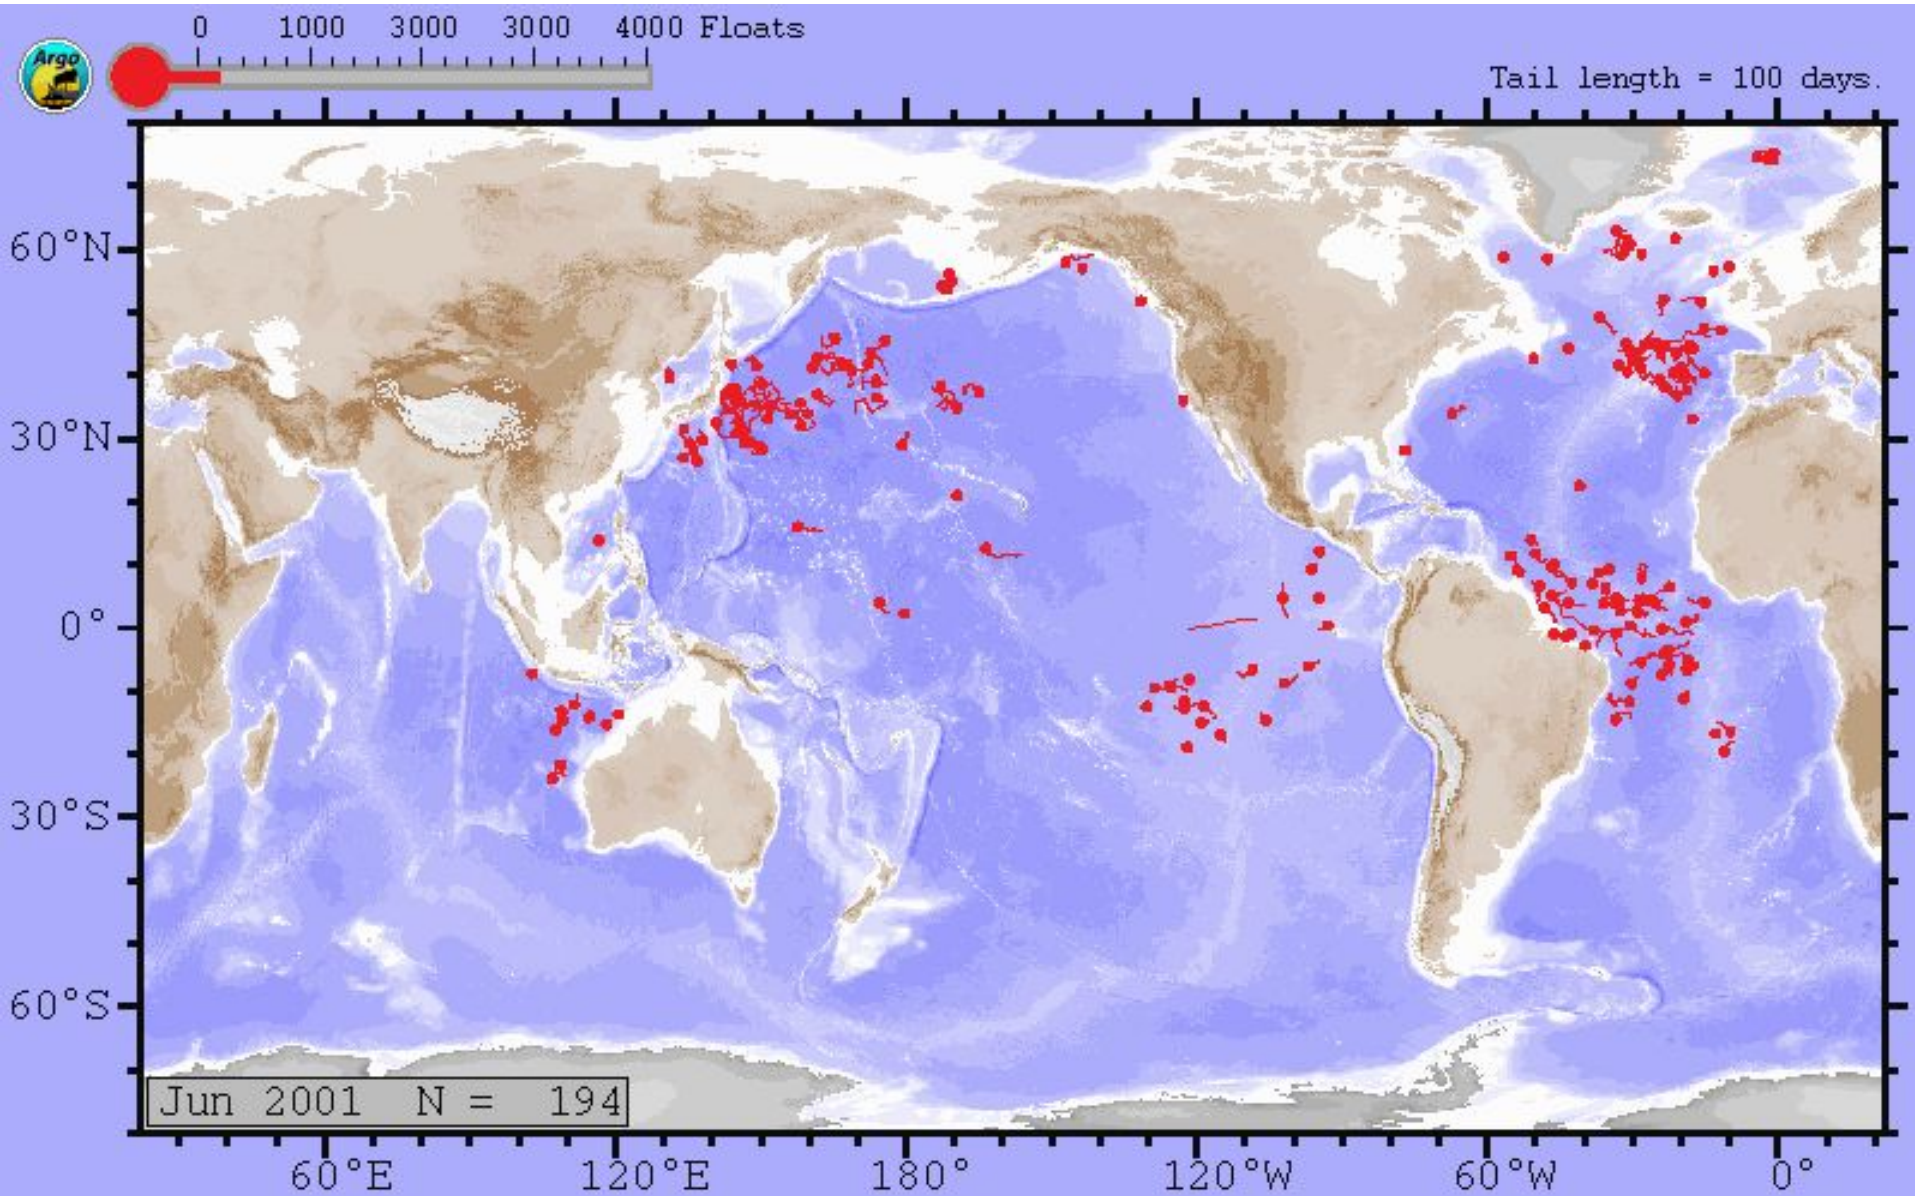 0 1000 3000 3000 4000 Floats
Argo
Tail length = 100 days.
60°N
30°N
0°
30°S
60°S
Jun 2001 N = 194
60°E 120°E 180° 120°W 60°W 0°